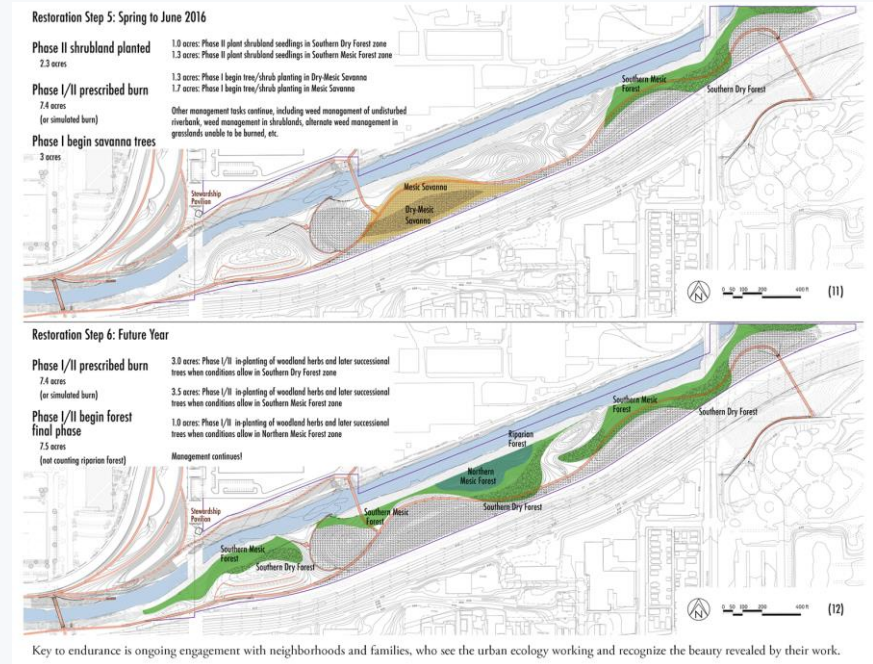 Restoration Step 5: Spring to June 2016
Phase II shrubland planted
2.3 acres
Phase I/II prescribed burn
7.4 acres
(or simulated burn)
Phase I begin savanna trees
3 acres
1.0 acres: Phase II plant shrubland seedlings in Southern Dry Forest zone
1.3 acres: Phase II plant shrubland seedlings in Southern Mesic Forest zone
1.3 acres: Phase I begin tree/shrub planting in Dry-Mesic Savanna
1.7 acres: Phase I begin tree/shrub planting in Mesic Savanna
Other management tasks continue, including weed management of undisturbed
riverbank, weed management in shrublands, alternate weed management in
grasslands unable to be burned, etc.
Southern Mesic
Forest
Southern Dry Forest
Mesic Savanna
Dry-Mesic
Savanna
Stewardship
Pavilion
N
0 50 100 200 400 ft
(11)
Restoration Step 6: Future Year
Phase I/II prescribed burn
7.4 acres
(or simulated burn)
Phase I/II begin forest
final phase
7.5 acres
(not counting riparian forest)
3.0 acres: Phase I/II in-planting of woodland herbs and later successional
trees when conditions allow in Southern Dry Forest zone
3.5 acres: Phase I/II in-planting of woodland herbs and later successional
trees when conditions allow in Southern Mesic Forest zone
1.0 acres: Phase I/II in-planting of woodland herbs and later successional
trees when conditions allow in Northern Mesic Forest zone
Management continues!
Southern Mesic
Forest
Southern Dry Forest
Riparian
Forest
Northern
Mesic Forest
Southern Dry Forest
Southern Mesic
Forest
Stewardship
Pavilion
Southern Mesic
Forest
Southern Dry Forest
N
0 50 100 200 400 ft
(12)
Key to endurance is ongoing engagement with neighborhoods and families, who see the urban ecology working and recognize the beauty revealed by their work.